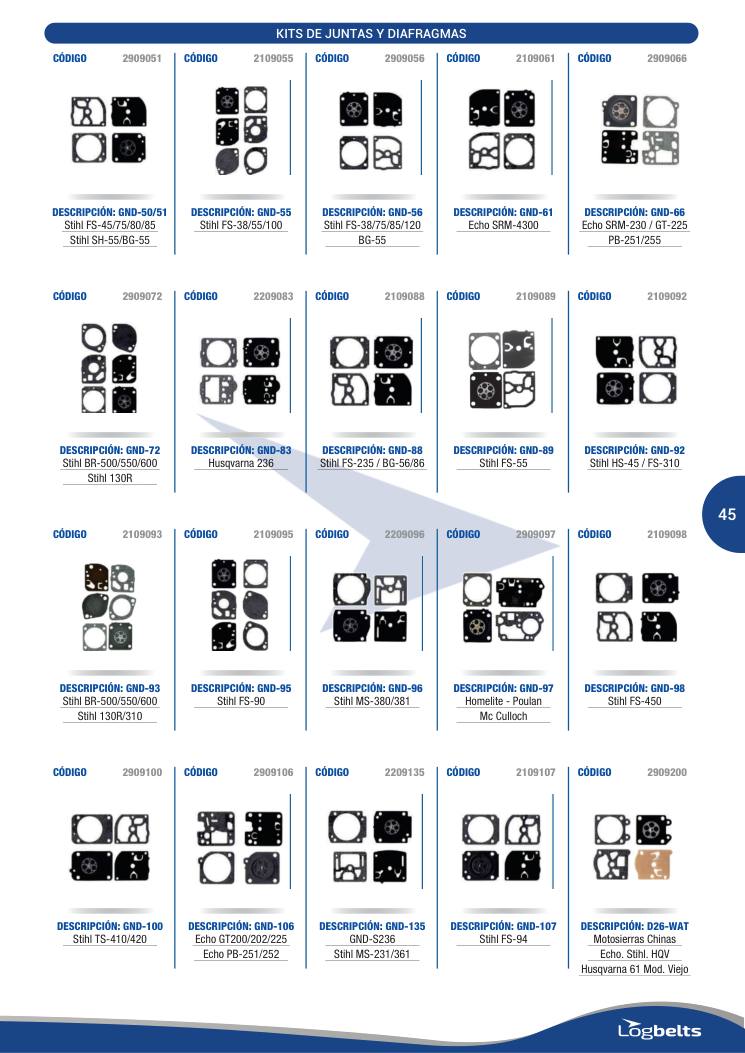 KITS DE JUNTAS Y DIAFRAGMAS
CÓDIGO 2909051
DESCRIPCIÓN: GND-50/51
Stihl FS-45/75/80/85
Stihl SH-55/BG-55
CÓDIGO 2109055
DESCRIPCIÓN: GND-55
Stihl FS-38/55/100
CÓDIGO 2909056
DESCRIPCIÓN: GND-56
Stihl FS-38/75/85/120
BG-55
CÓDIGO 2109061
DESCRIPCIÓN: GND-61
Echo SRM-4300
CÓDIGO 2909066
DESCRIPCIÓN: GND-66
Echo SRM-230 / GT-225
PB-251/255
CÓDIGO 2909072
DESCRIPCIÓN: GND-72
Stihl BR-500/550/600
Stihl 130R
CÓDIGO 2209083
DESCRIPCIÓN: GND-83
Husqvarna 236
CÓDIGO 2109088
DESCRIPCIÓN: GND-88
Stihl FS-235 / BG-56/86
CÓDIGO 2109089
DESCRIPCIÓN: GND-89
Stihl FS-55
CÓDIGO 2109092
DESCRIPCIÓN: GND-92
Stihl HS-45 / FS-310
45
CÓDIGO 2109093
DESCRIPCIÓN: GND-93
Stihl BR-500/550/600
Stihl 130R/310
CÓDIGO 2109095
DESCRIPCIÓN: GND-95
Stihl FS-90
CÓDIGO 2209096
DESCRIPCIÓN: GND-96
Stihl MS-380/381
CÓDIGO 2909097
DESCRIPCIÓN: GND-97
Homelite - Poulan
Mc Culloch
CÓDIGO 2109098
DESCRIPCIÓN: GND-98
Stihl FS-450
CÓDIGO 2909100
DESCRIPCIÓN: GND-100
Stihl TS-410/420
CÓDIGO 2909106
DESCRIPCIÓN: GND-106
Echo GT200/202/225
Echo PB-251/252
CÓDIGO 2209135
DESCRIPCIÓN: GND-135
GND-S236
Stihl MS-231/361
CÓDIGO 2109107
DESCRIPCIÓN: GND-107
Stihl FS-94
CÓDIGO 2909200
DESCRIPCIÓN: D26-WAT
Motosierras Chinas
Echo. Stihl. HQV
Husqvarna 61 Mod. Viejo
Logbelts